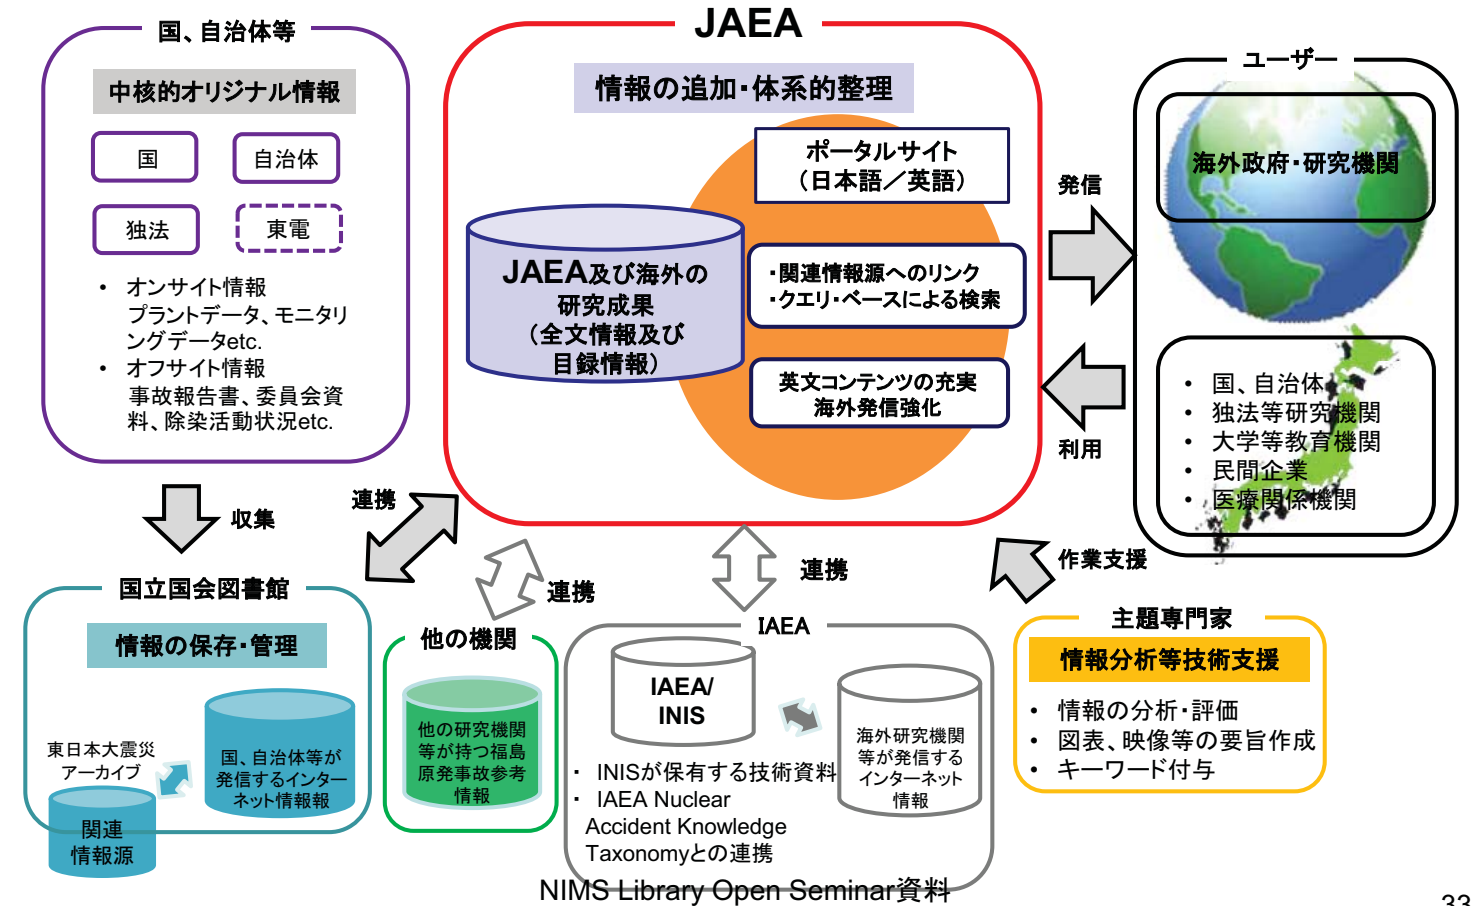 国、自治体等
中核的オリジナル情報
国
自治体
独法
東電
• オンサイト情報
プラントデータ、モニタリ
ングデータetc.
• オフサイト情報
事故報告書、委員会資
料、除染活動状況etc.
JAEA
情報の追加・体系的整理
ポータルサイト
（日本語／英語）
JAEA及び海外の
研究成果
（全文情報及び
目録情報）
・関連情報源へのリンク
・クエリ・ベースによる検索
英文コンテンツの充実
海外発信強化
発信
利用
ユーザー
海外政府・研究機関
• 国、自治体
• 独法等研究機関
• 大学等教育機関
• 民間企業
• 医療関係機関
収集
連携
連携
連携
作業支援
国立国会図書館
情報の保存・管理
東日本大震災
アーカイブ
国、自治体等が
発信するインター
ネット情報報
関連
情報源
他の機関
他の研究機関
等が持つ福島
原発事故参考
情報
IAEA
IAEA/
INIS
海外研究機関
等が発信する
インターネット
情報
・ INISが保有する技術資料
・ IAEA Nuclear
Accident Knowledge
Taxonomyとの連携
主題専門家
情報分析等技術支援
• 情報の分析・評価
• 図表、映像等の要旨作成
• キーワード付与
NIMS Library Open Seminar資料
33